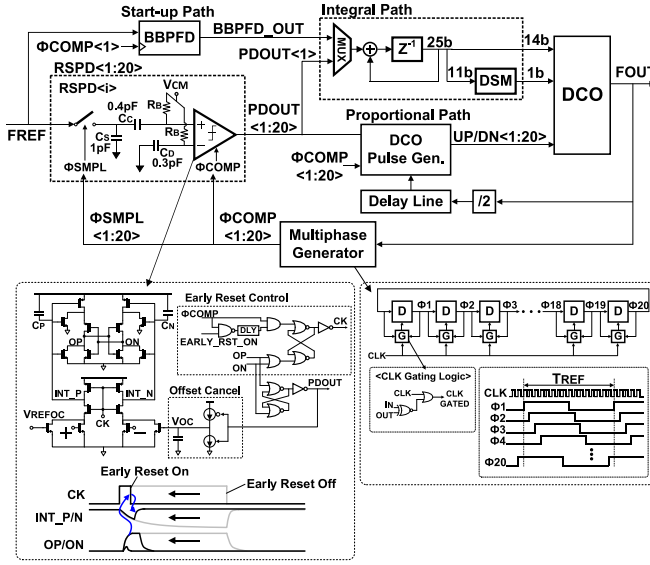 Start-up Path
Integral Path
ΦCOMP<1>
BBPFD
BBPFD_OUT
PDOUT<1>
MUX
Z-1
25b
14b
11b
DSM
1b
DCO
FOUT
RSPD<1:20>
RSPD<i>
VCM
0.4pF
CC
RB
RB
FREF
CS
1pF
CD
0.3pF
ΦSMPL
ΦCOMP
PDOUT
<1:20>
Proportional Path
DCO
Pulse Gen.
UP/DN<1:20>
ΦCOMP
<1:20>
Delay Line
/2
ΦSMPL
<1:20>
ΦCOMP
<1:20>
Multiphase
Generator
CP
CN
OP
ON
INT_P
INT_N
CK
VREFOC
Early Reset Control
ΦCOMP
DLY
EARLY_RST_ON
CK
OP
ON
PDOUT
Offset Cancel
VOC
Early Reset On
Early Reset Off
CK
INT_P/N
OP/ON
D
Φ1
D
Φ2
D
Φ3
Φ18
D
Φ19
D
Φ20
G
G
G
G
G
CLK
<CLK Gating Logic>
CLK
IN
OUT
CLK
GATED
TREF
CLK
Φ1
Φ2
Φ3
Φ4
Φ20